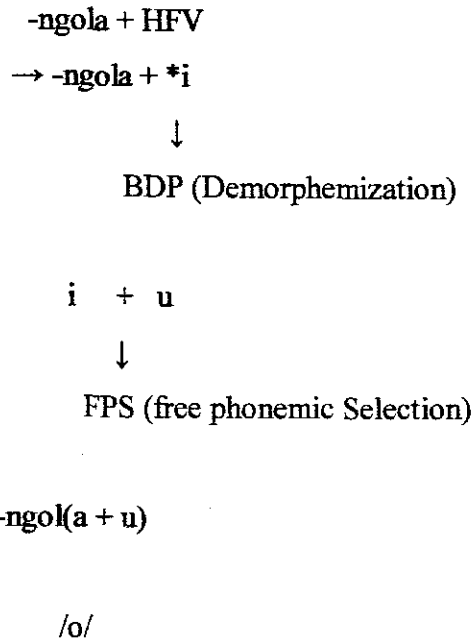 -ngola + HFV
→ -ngola + *i
↓
BDP (Demorphemization)
i + u
↓
FPS (free phonemic Selection)
-ngol(a + u)
/o/